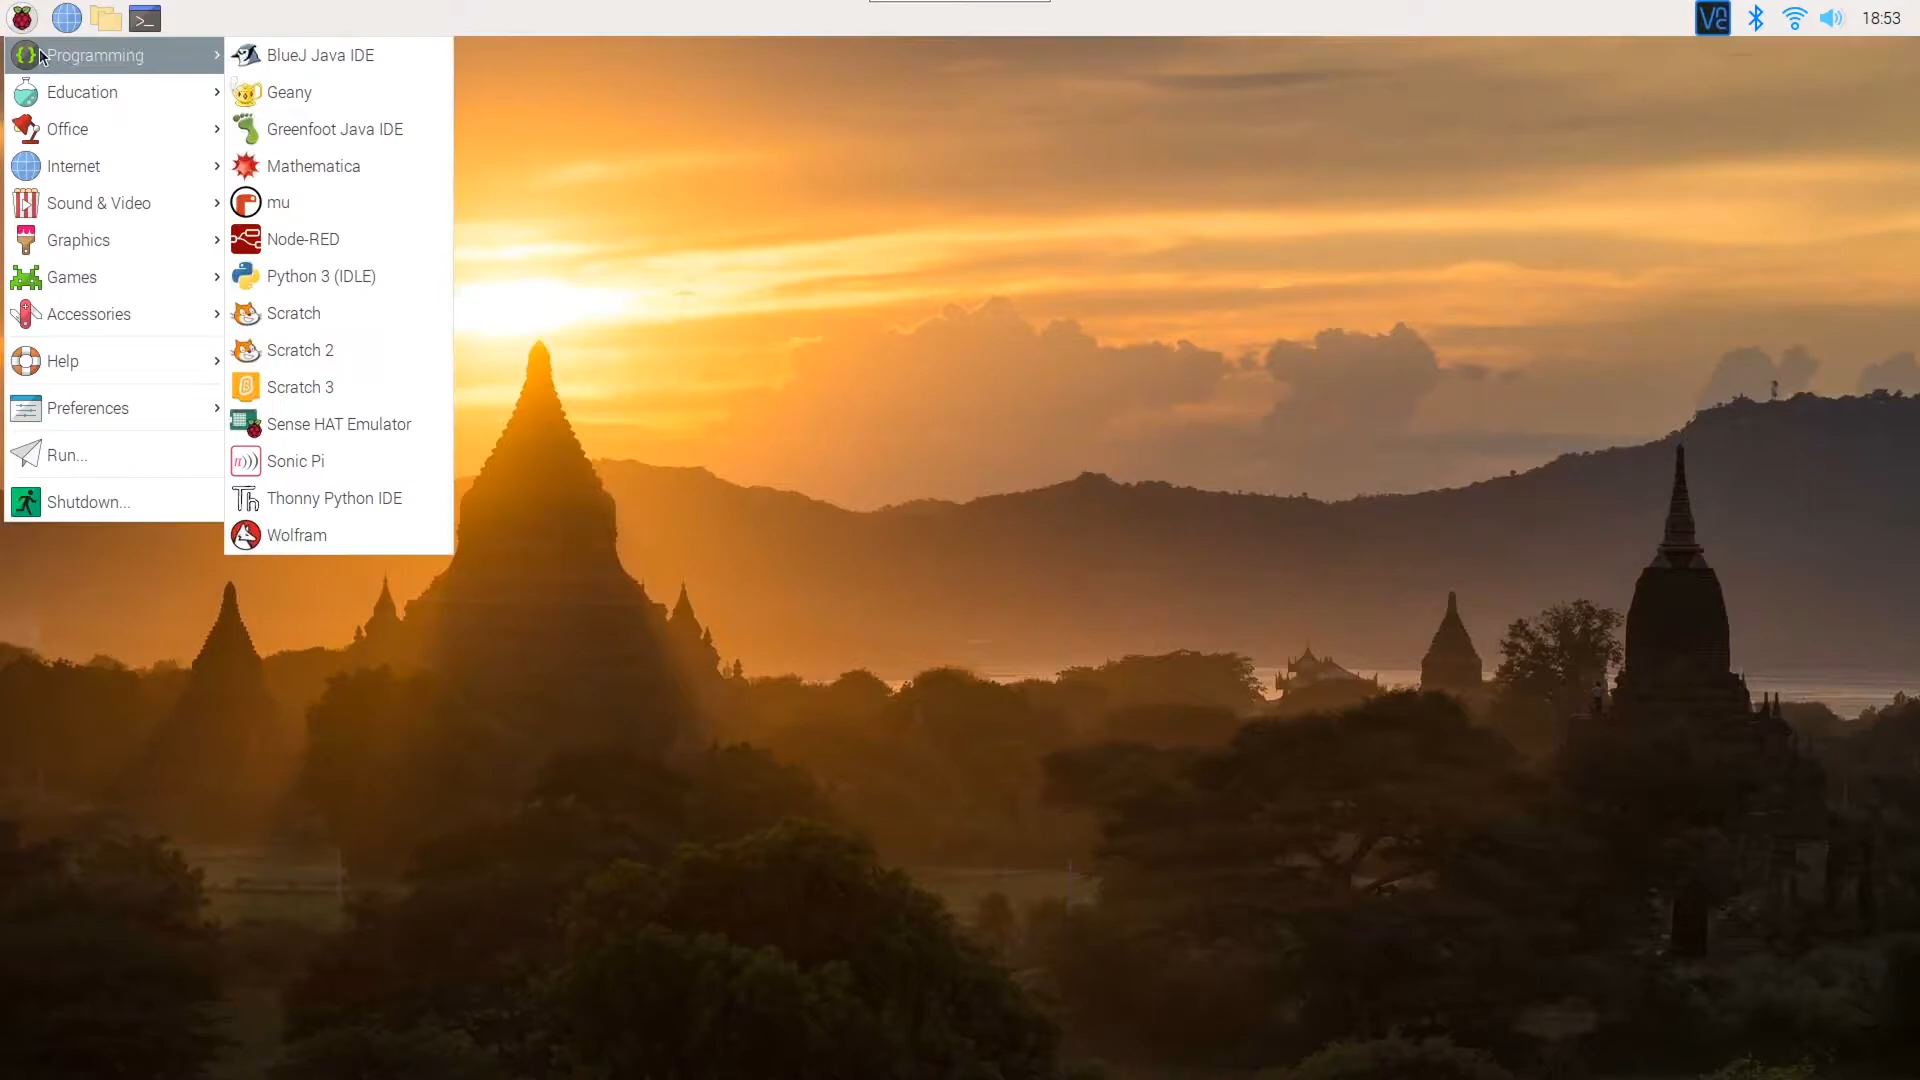 18:53
Programming
Education
Office
Internet
Sound & Video
Graphics
Games
Accessories
Help
Preferences
Run...
Shutdown...
BlueJ Java IDE
Geany
Greenfoot Java IDE
Mathematica
mu
Node-RED
Python 3 (IDLE)
Scratch
Scratch 2
Scratch 3
Sense HAT Emulator
Sonic Pi
Thonny Python IDE
Wolfram